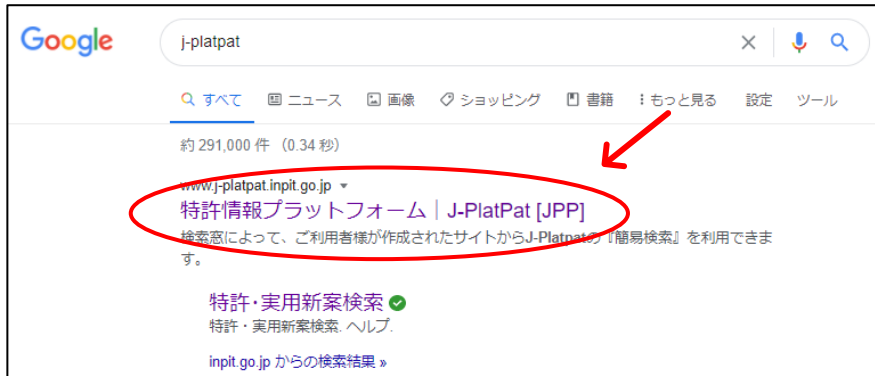 Google
j-platpat
すべて ニュース 画像 ショッピング 書籍 もっと見る 設定 ツール
約 291,000 件 （0.34 秒）
www.j-platpat.inpit.go.jp
特許情報プラットフォーム｜J-PlatPat [JPP]
検索窓によって、ご利用者様が作成されたサイトからJ-Platpatの『簡易検索』を利用できま
す。
特許・実用新案検索
特許・実用新案検索. ヘルプ.
inpit.go.jp からの検索結果 »